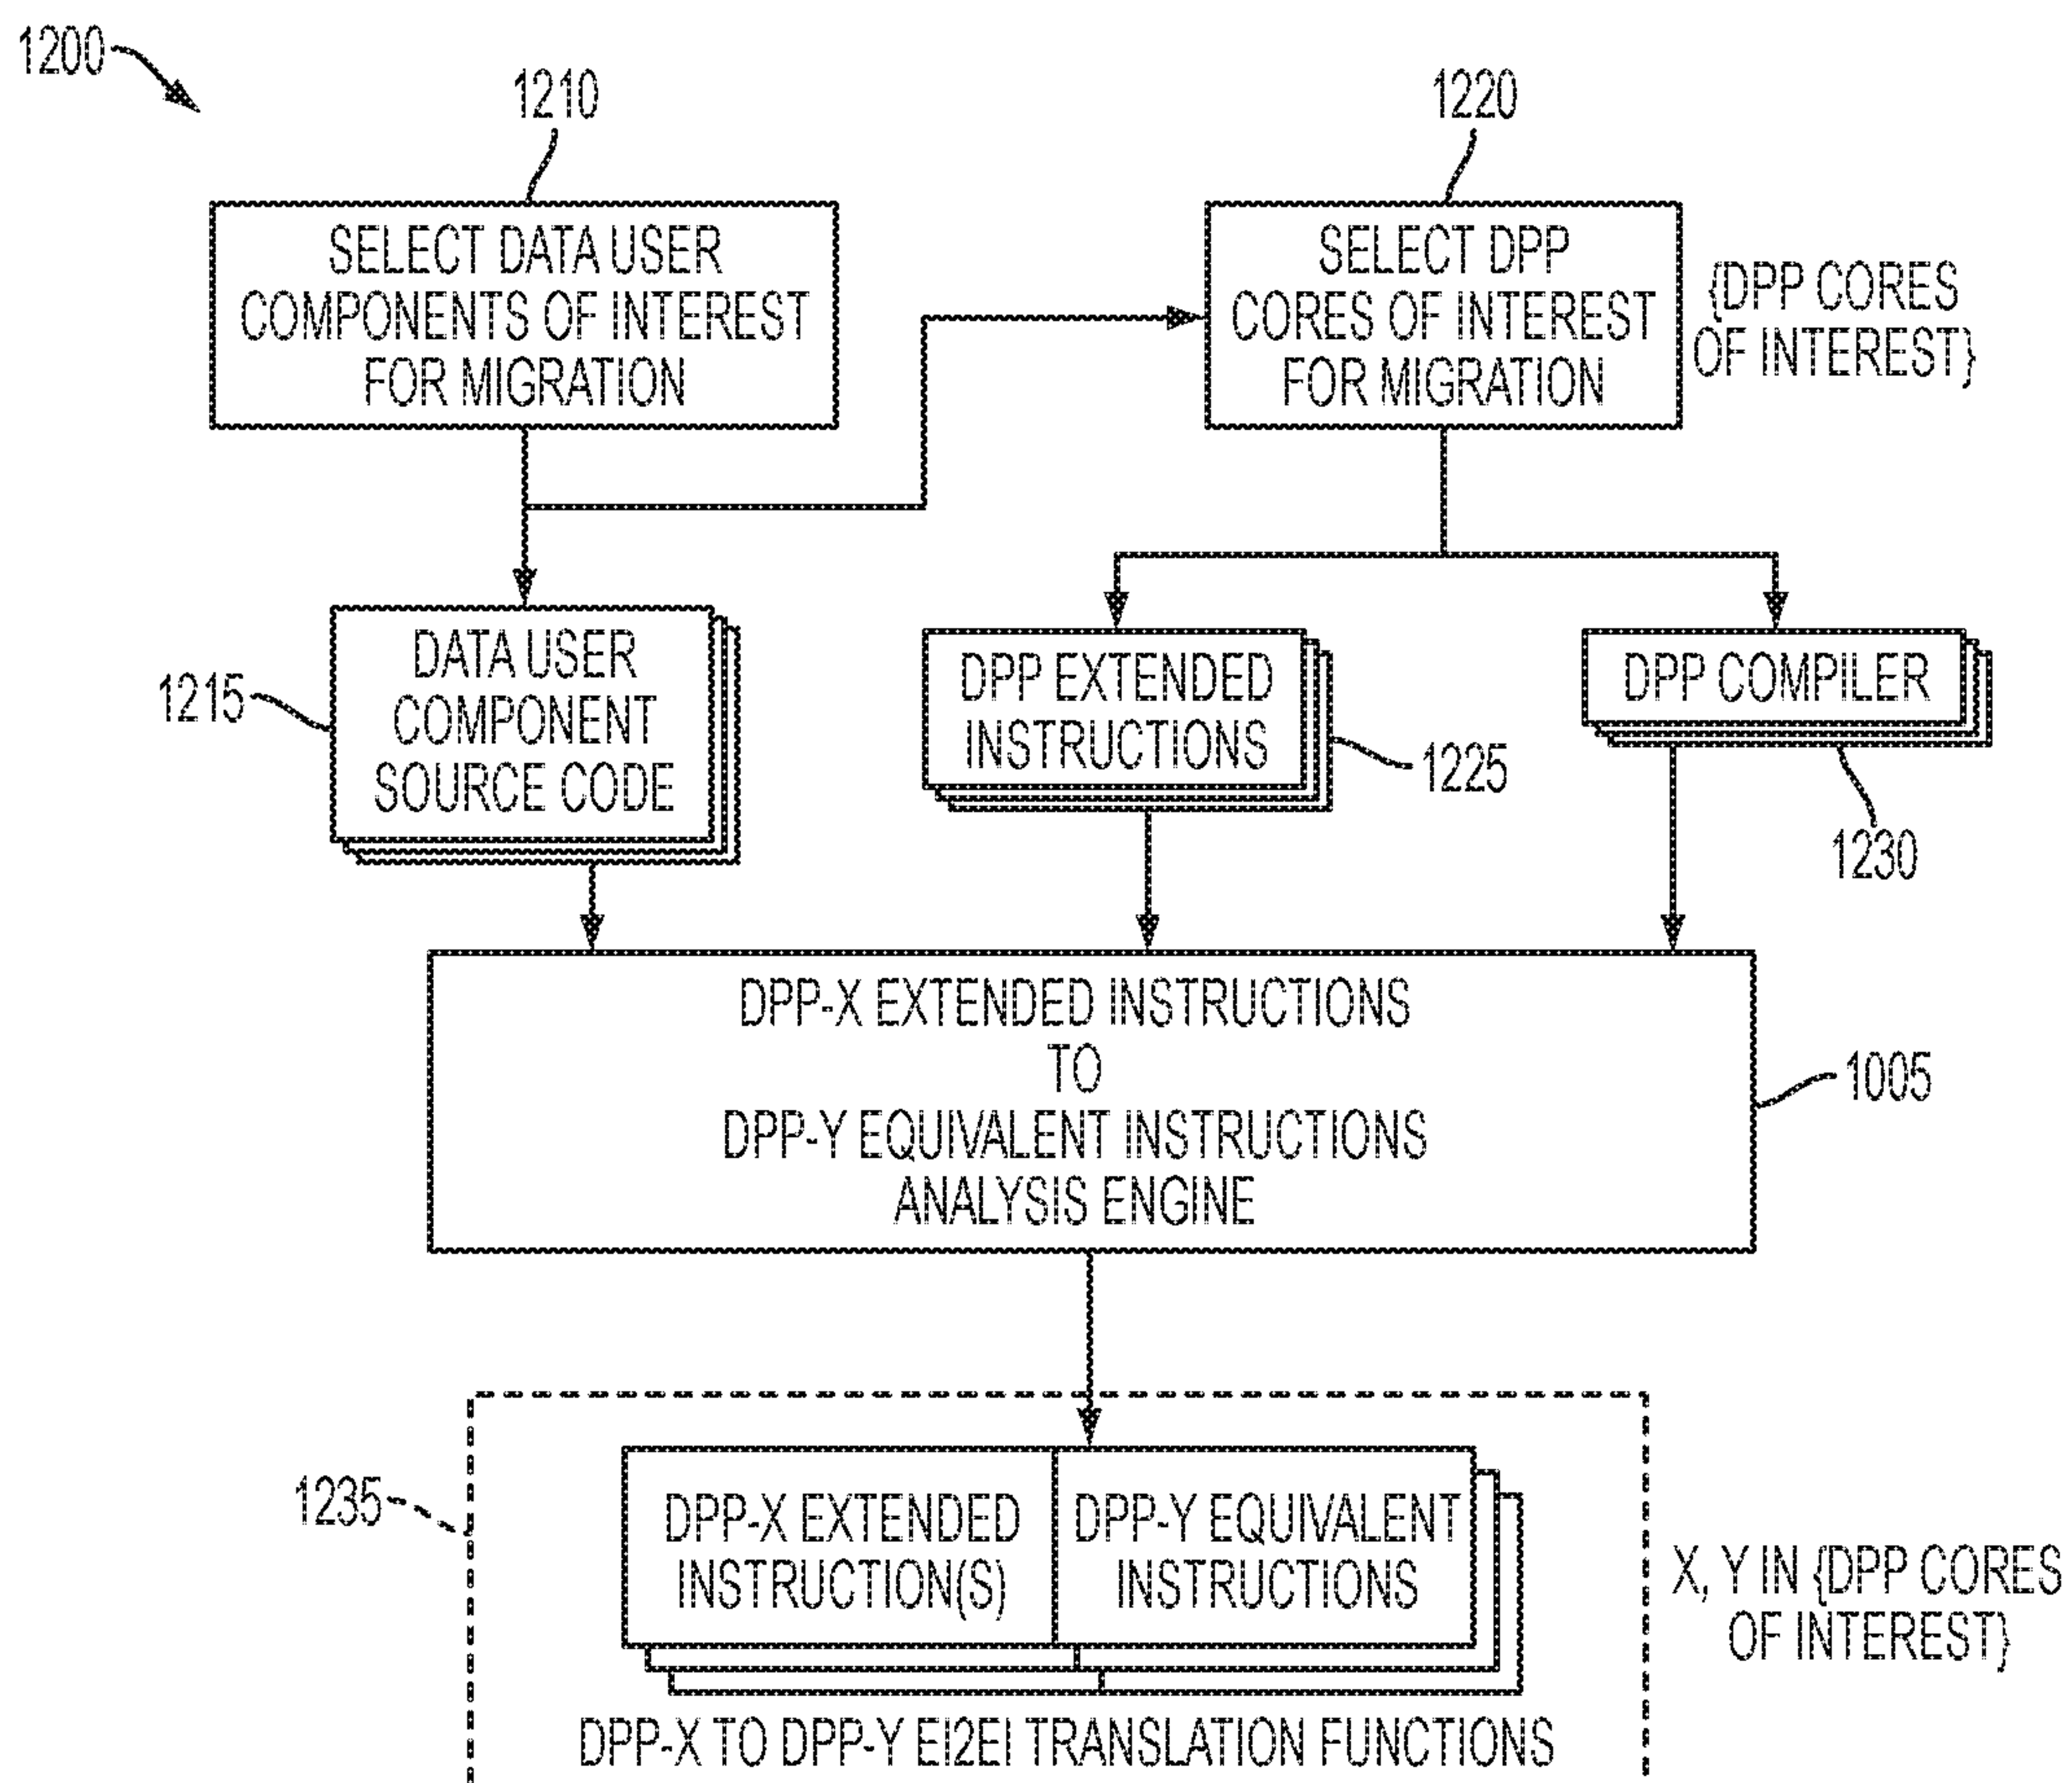 1200
1210
1220
SELECT DATA USER
COMPONENTS OF INTEREST
FOR MIGRATION
SELECT DPP
CORES OF INTEREST
FOR MIGRATION
{DPP CORES
OF INTEREST}
1215
DATA USER
COMPONENT
SOURCE CODE
DPP EXTENDED
INSTRUCTIONS
1225
DPP COMPILER
1230
DPP-X EXTENDED INSTRUCTIONS
TO
DPP-Y EQUIVALENT INSTRUCTIONS
ANALYSIS ENGINE
1005
1235
DPP-X EXTENDED
INSTRUCTION(S)
DPP-Y EQUIVALENT
INSTRUCTIONS
X, Y IN {DPP CORES
OF INTEREST}
DPP-X TO DPP-Y EI2EI TRANSLATION FUNCTIONS